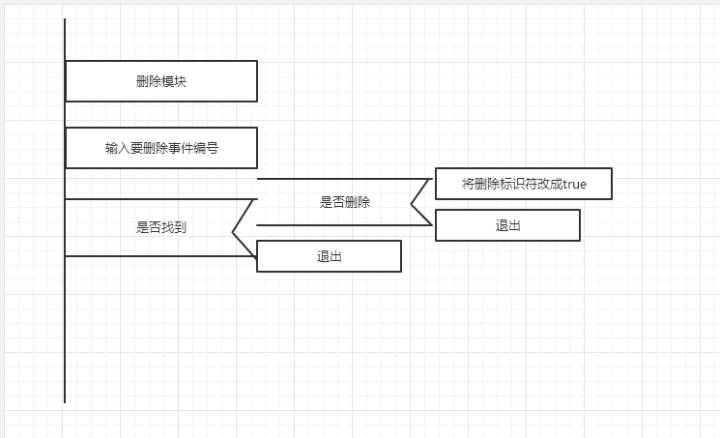 删除模块
输入要删除事件编号
是否找到
是否删除
将删除标识符改成true
退出
退出